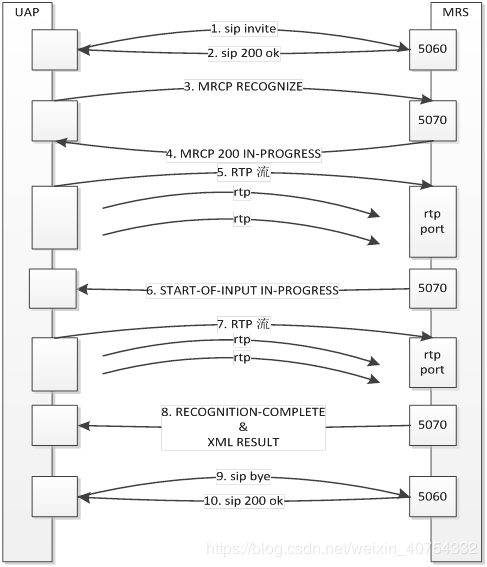 UAP
MRS
1. sip invite
2. sip 200 ok
5060
3. MRCP RECOGNIZE
5070
4. MRCP 200 IN-PROGRESS
5. RTP 流
rtp
rtp
rtp
port
6. START-OF-INPUT IN-PROGRESS
5070
7. RTP 流
rtp
rtp
rtp
port
8. RECOGNITION-COMPLETE
&
XML RESULT
5070
9. sip bye
10. sip 200 ok
5060
https://blog.csdn.net/weixin_40754332